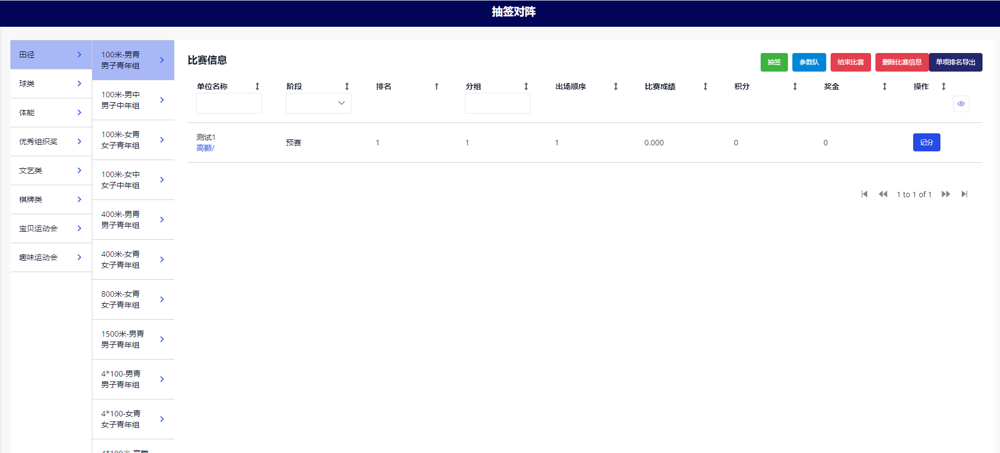 抽签对阵
田径
球类
体能
优秀组织奖
文艺类
棋牌类
宝贝运动会
趣味运动会
100米-男青
男子青年组
100米-男中
男子中年组
100米-女青
女子青年组
100米-女中
女子中年组
400米-男青
男子青年组
400米-女青
女子青年组
800米-女青
女子青年组
1500米-男青
男子青年组
4*100-男青
男子青年组
4*100-女青
女子青年组
比赛信息
抽签 参数队 结束比赛 删除比赛信息 单项排名导出
单位名称 阶段 排名 分组 出场顺序 比赛成绩 积分 奖金 操作
测试1
高颢/
预赛 1 1 1 0.000 0 0 记分
1 to 1 of 1